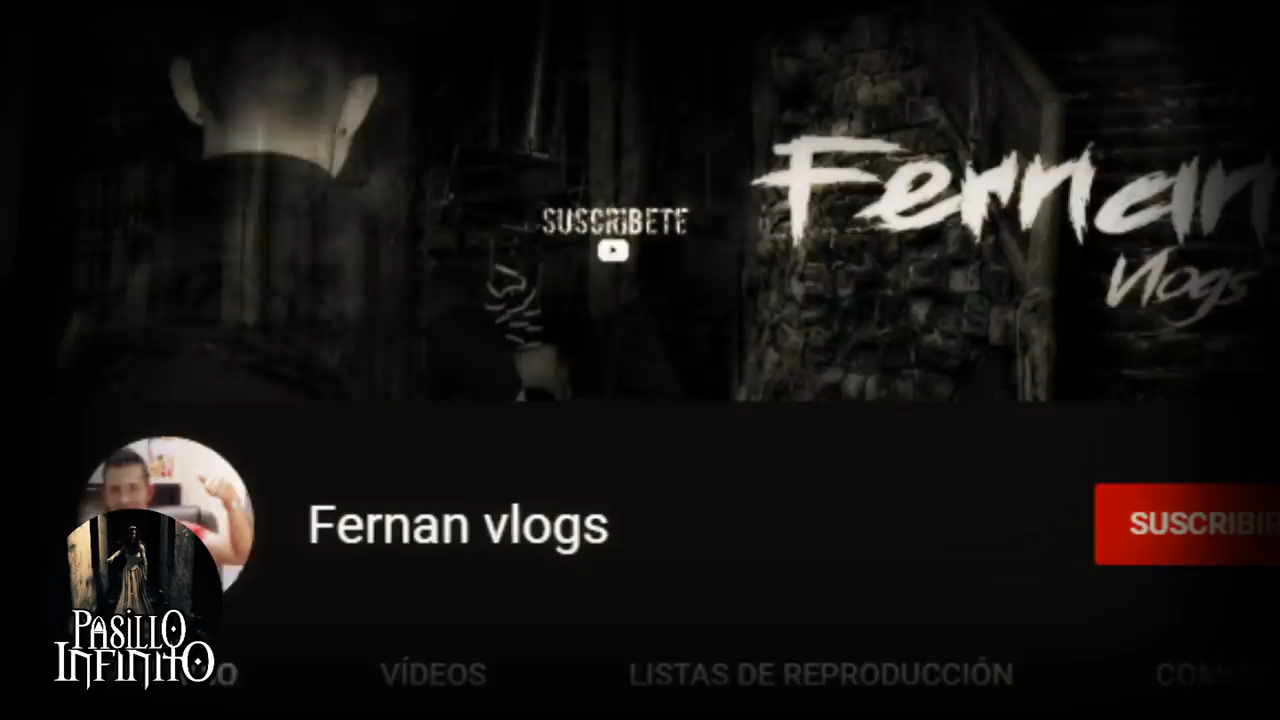 SUSCRIBETE
Fernan
Vlogs
Fernan vlogs
SUSCRIBIR
PASILLO
INFINITO
VÍDEOS
LISTAS DE REPRODUCCIÓN